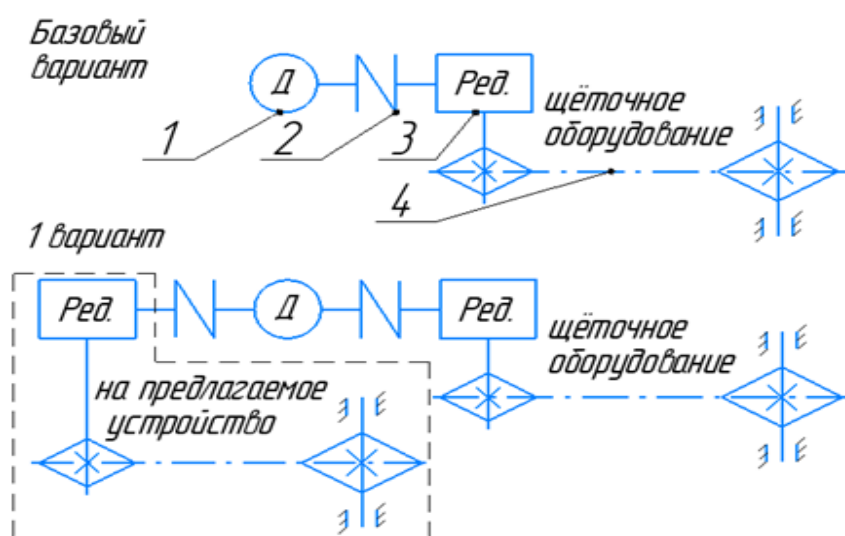 Базовый
вариант
Д
Ред.
щёточное
оборудование
1
2
3
4
1 вариант
Ред.
Д
Ред.
щёточное
оборудование
на предлагаемое
устройство